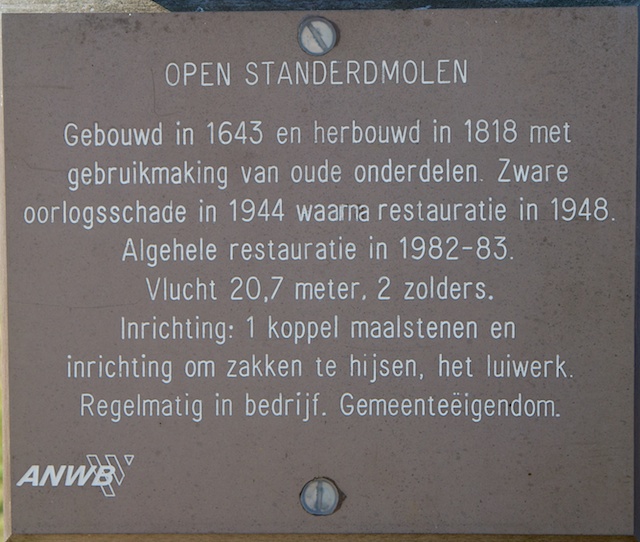 OPEN STANDERDMOLEN
Gebouwd in 1643 en herbouwd in 1818 met
gebruikmaking van oude onderdelen. Zware
oorlogsschade in 1944 waarna restauratie in 1948.
Algehele restauratie in 1982-83.
Vlucht 20,7 meter, 2 zolders.
Inrichting: 1 koppel maalstenen en
inrichting om zakken te hijsen, het luiwerk.
Regelmatig in bedrijf. Gemeenteëigendom.
ANWB